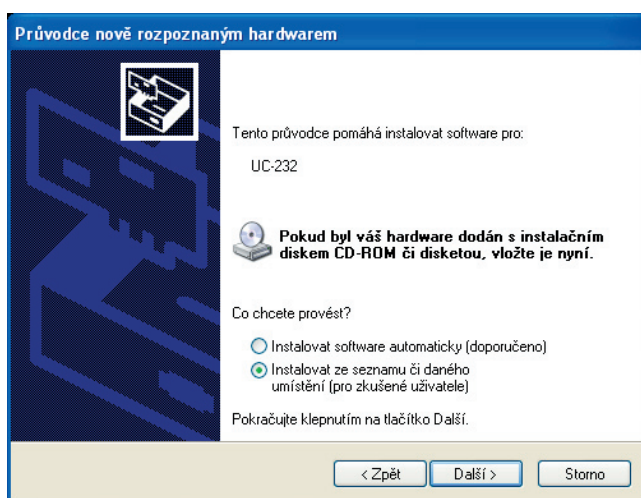 Průvodce nově rozpoznaným hardwarem
Tento průvodce pomáhá instalovat software pro:
UC-232
Pokud byl váš hardware dodán s instalačním
diskem CD-ROM či disketou, vložte je nyní.
Co chcete provést?
Instalovat software automaticky (doporučeno)
Instalovat ze seznamu či daného
umístění (pro zkušené uživatele)
Pokračujte klepnutím na tlačítko Další.
< Zpět
Další >
Storno